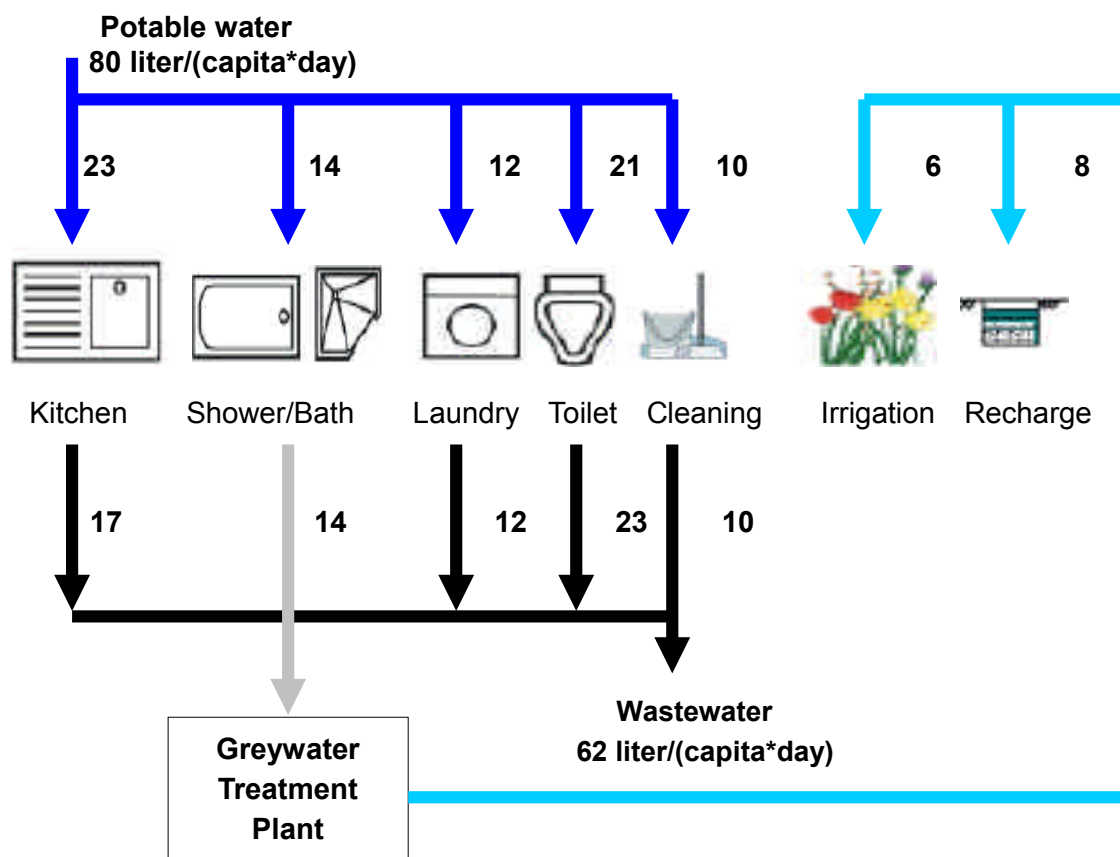 Potable water
80 liter/(capita*day)
23 14 12 21 10 6 8
Kitchen Shower/Bath Laundry Toilet Cleaning Irrigation Recharge
17 14 12 23 10
Wastewater
62 liter/(capita*day)
Greywater
Treatment
Plant